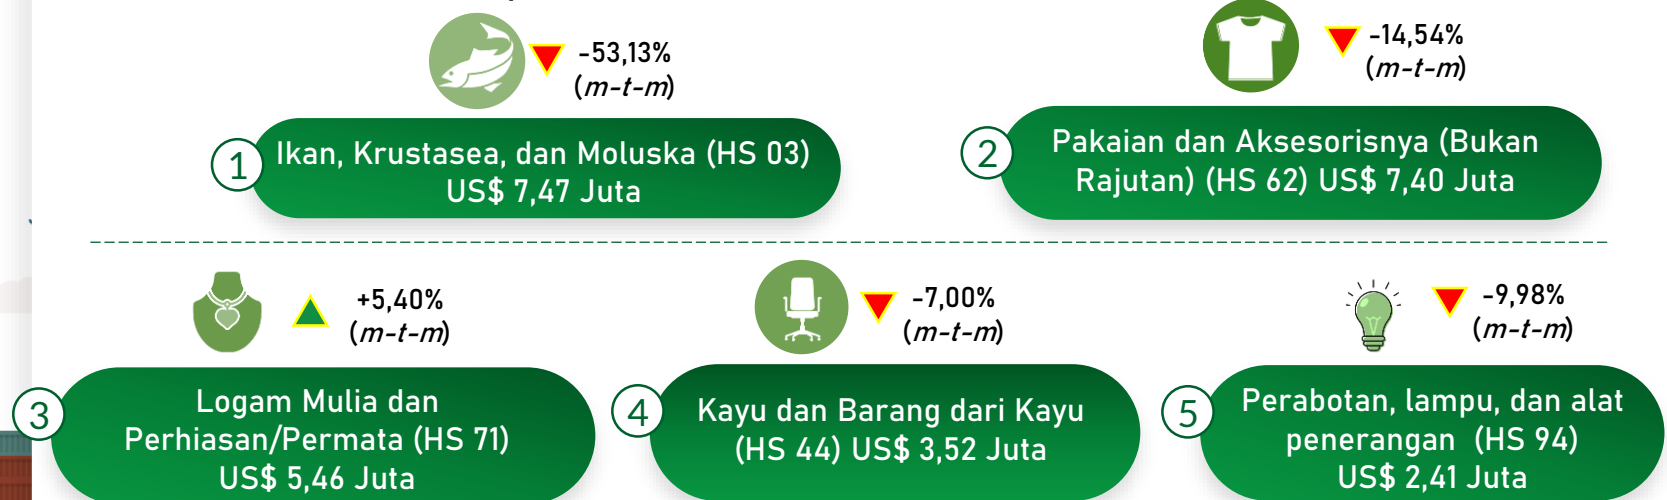 -53,13%
(m-t-m)
1
Ikan, Krustasea, dan Moluska (HS 03)
US$ 7,47 Juta
-14,54%
(m-t-m)
2
Pakaian dan Aksesorisnya (Bukan
Rajutan) (HS 62) US$ 7,40 Juta
+5,40%
(m-t-m)
3
Logam Mulia dan
Perhiasan/Permata (HS 71)
US$ 5,46 Juta
-7,00%
(m-t-m)
4
Kayu dan Barang dari Kayu
(HS 44) US$ 3,52 Juta
-9,98%
(m-t-m)
5
Perabotan, lampu, dan alat
penerangan (HS 94)
US$ 2,41 Juta